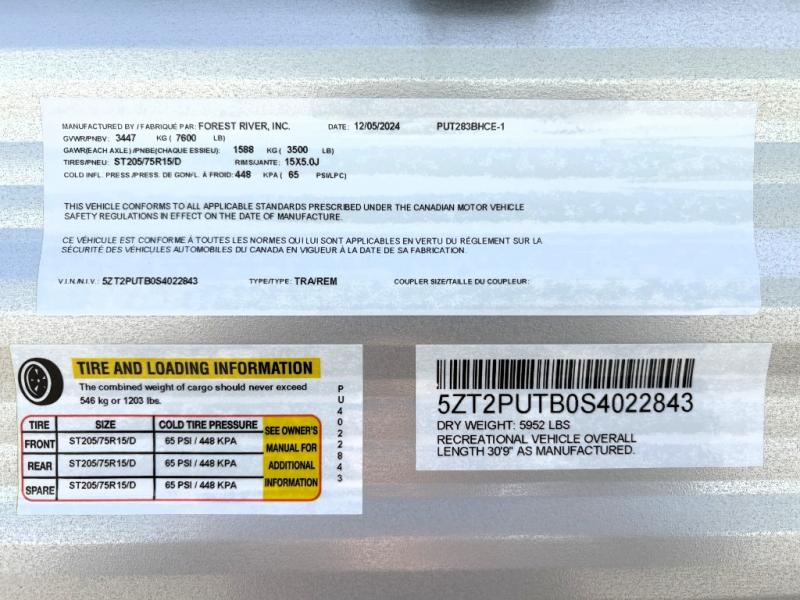 MANUFACTURED BY / FABRIQUÉ PAR: FOREST RIVER, INC. DATE: 12/05/2024 PUT283BHCE-1
GVWR/PNBV: 3447 KG ( 7600 LB)
GAWR(EACH AXLE) /PNBE(CHAQUE ESSIEU): 1588 KG ( 3500 LB)
TIRES/PNEU: ST205/75R15/D RIMS/JANTE: 15X5.0J
COLD INFL. PRESS./PRESS. DE GONFL. À FROID: 448 KPA ( 65 PSI/LPC)
THIS VEHICLE CONFORMS TO ALL APPLICABLE STANDARDS PRESCRIBED UNDER THE CANADIAN MOTOR VEHICLE
SAFETY REGULATIONS IN EFFECT ON THE DATE OF MANUFACTURE.
CE VÉHICULE EST CONFORME À TOUTES LES NORMES QUI LUI SONT APPLICABLES EN VERTU DU RÉGLEMENT SUR LA
SÉCURITÉ DES VÉHICULES AUTOMOBILES DU CANADA EN VIGUEUR À LA DATE DE SA FABRICATION.
V.I.N./N.I.V.: 5ZT2PUTB0S4022843 TYPE/TYPE: TRA/REM COUPLER SIZE/TAILLE DU COUPLEUR:
TIRE AND LOADING INFORMATION
The combined weight of cargo should never exceed
546 kg or 1203 lbs.
TIRE SIZE COLD TIRE PRESSURE SEE OWNER'S
FRONT ST205/75R15/D 65 PSI / 448 KPA MANUAL FOR
REAR ST205/75R15/D 65 PSI / 448 KPA ADDITIONAL
SPARE ST205/75R15/D 65 PSI / 448 KPA INFORMATION
PU4022843
5ZT2PUTB0S4022843
DRY WEIGHT: 5952 LBS
RECREATIONAL VEHICLE OVERALL
LENGTH 30'9" AS MANUFACTURED.